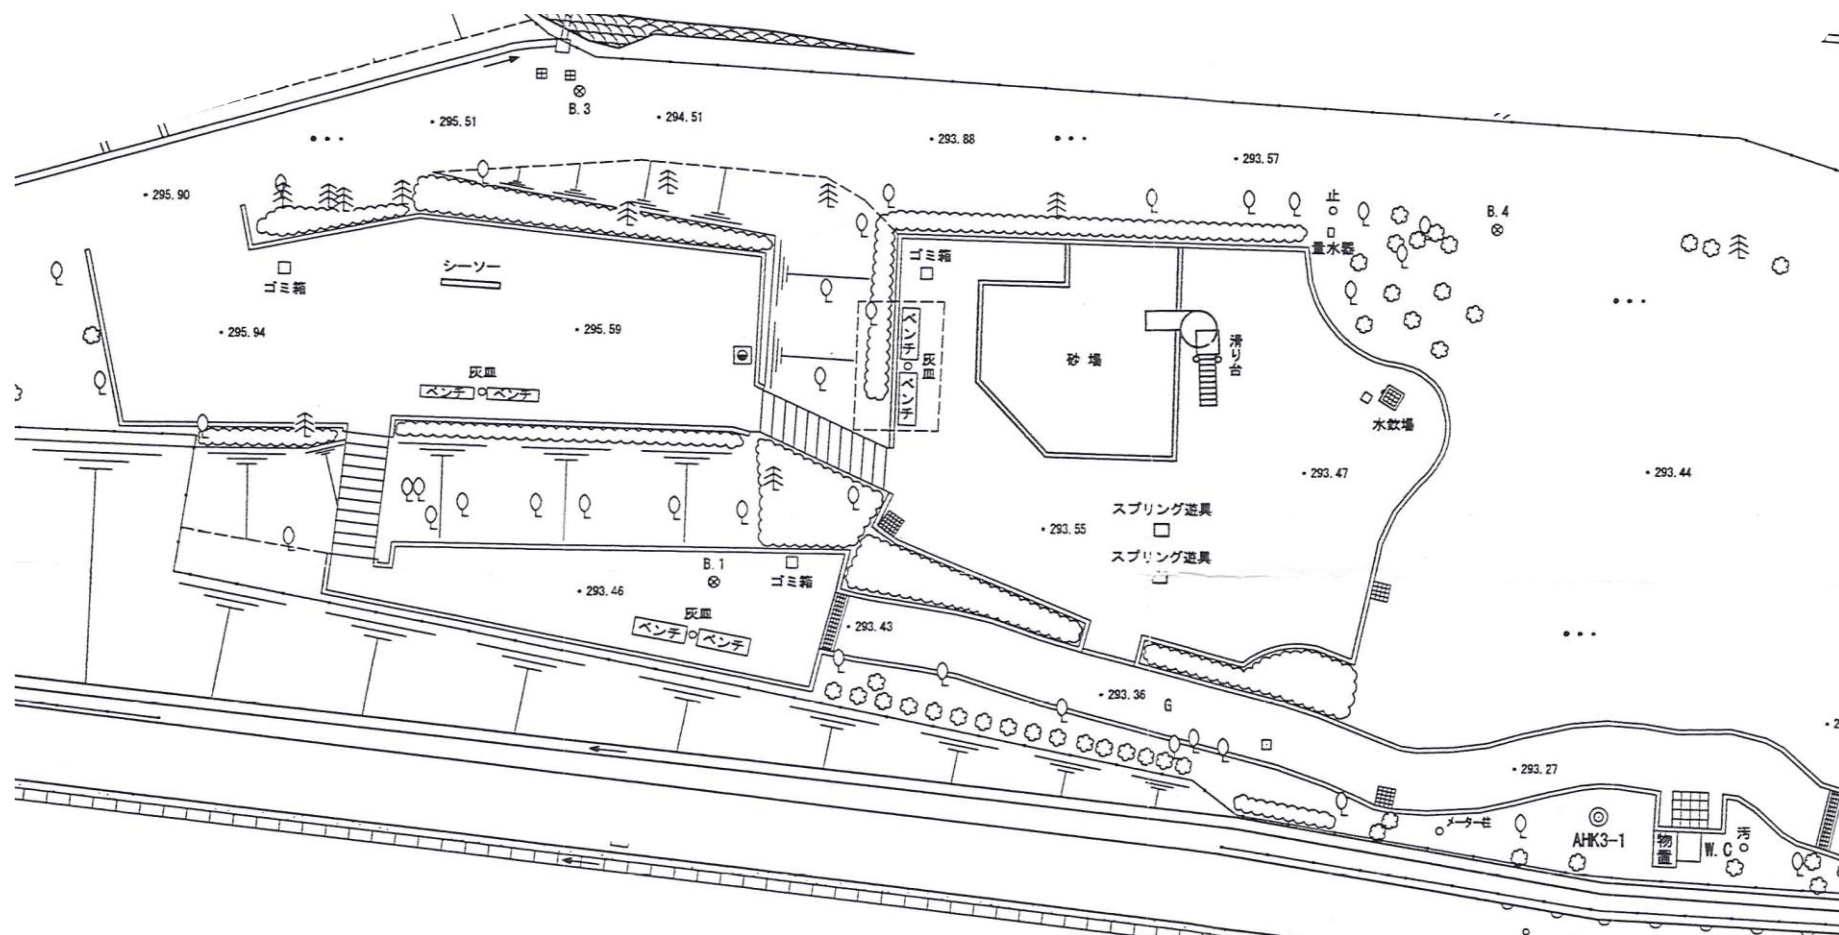 B.3
295.51
294.51
293.88
293.57
295.90
止
B.4
量水器
ゴミ箱
シーソー
ゴミ箱
295.94
295.59
ベンチ
灰皿
ベンチ
砂場
滑り台
灰皿
ベンチ
ベンチ
水飲場
293.47
293.44
スプリング遊具
293.55
スプリング遊具
B.1
ゴミ箱
293.46
灰皿
ベンチ
ベンチ
293.43
293.36
G
293.27
メーター柱
AHK3-1
物置
W.C
汚